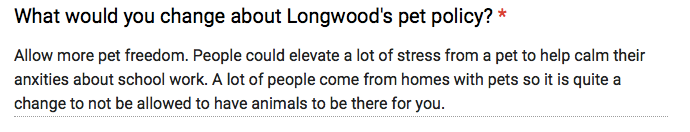 What would you change about Longwood's pet policy? *
Allow more pet freedom. People could elevate a lot of stress from a pet to help calm their
anxities about school work. A lot of people come from homes with pets so it is quite a
change to not be allowed to have animals to be there for you.